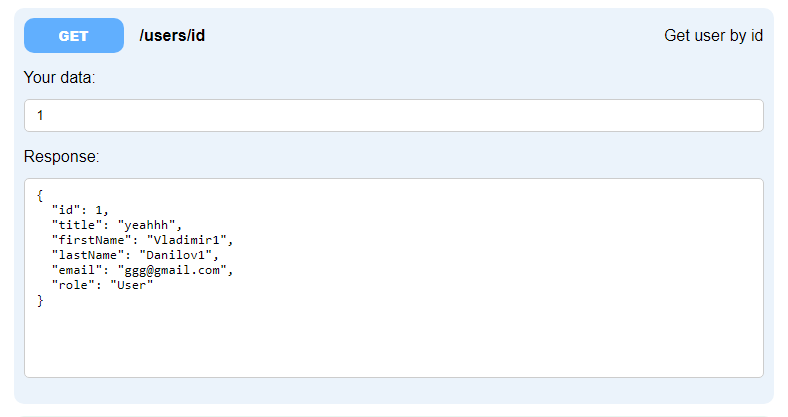 GET /users/id Get user by id
Your data:
1
Response:
{
  "id": 1,
  "title": "yeahhh",
  "firstName": "Vladimir1",
  "lastName": "Danilov1",
  "email": "ggg@gmail.com",
  "role": "User"
}